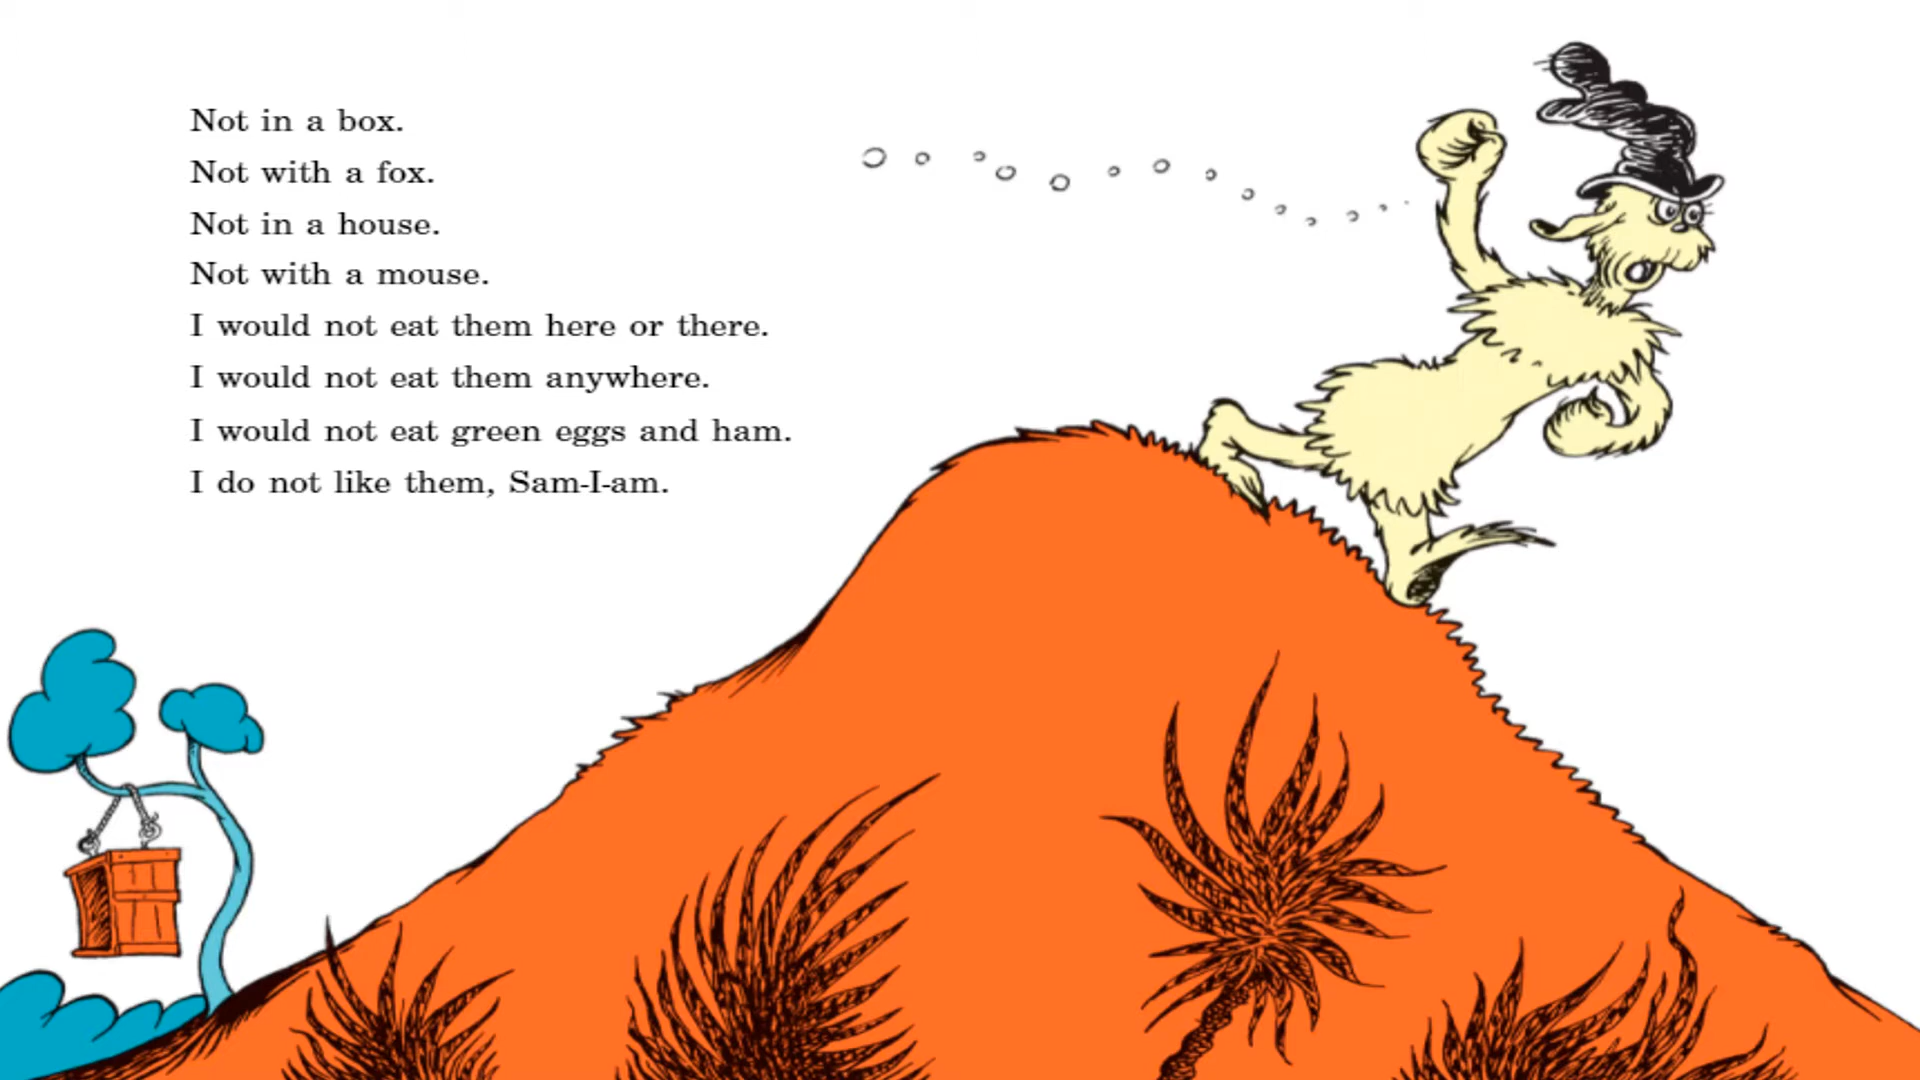 Not in a box.
Not with a fox.
Not in a house.
Not with a mouse.
I would not eat them here or there.
I would not eat them anywhere.
I would not eat green eggs and ham.
I do not like them, Sam-I-am.